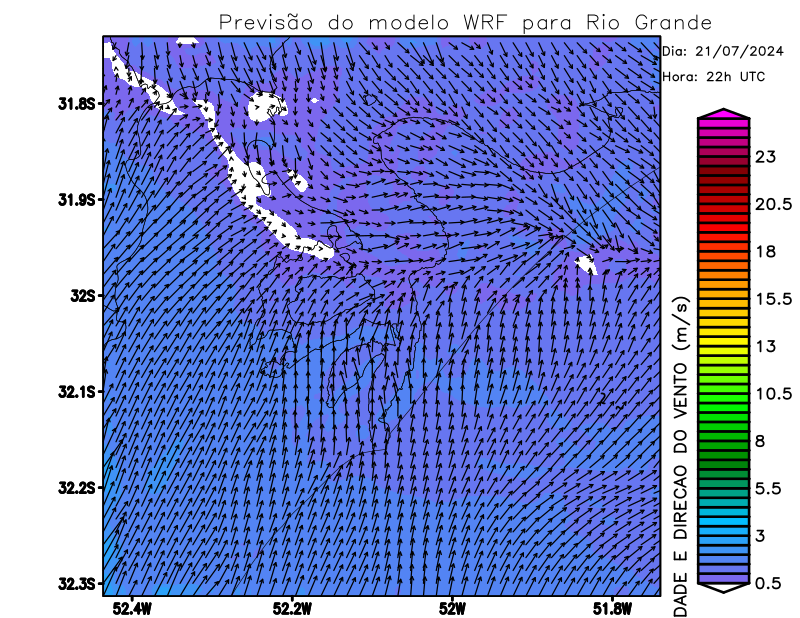 Previsão do modelo WRF para Rio Grande
Dia: 21/07/2024
Hora: 22h UTC
31.8S
31.9S
32S
32.1S
32.2S
32.3S
52.4W
52.2W
52W
51.8W
23
20.5
18
15.5
13
10.5
8
5.5
3
0.5
DADE E DIRECAO DO VENTO (m/s)